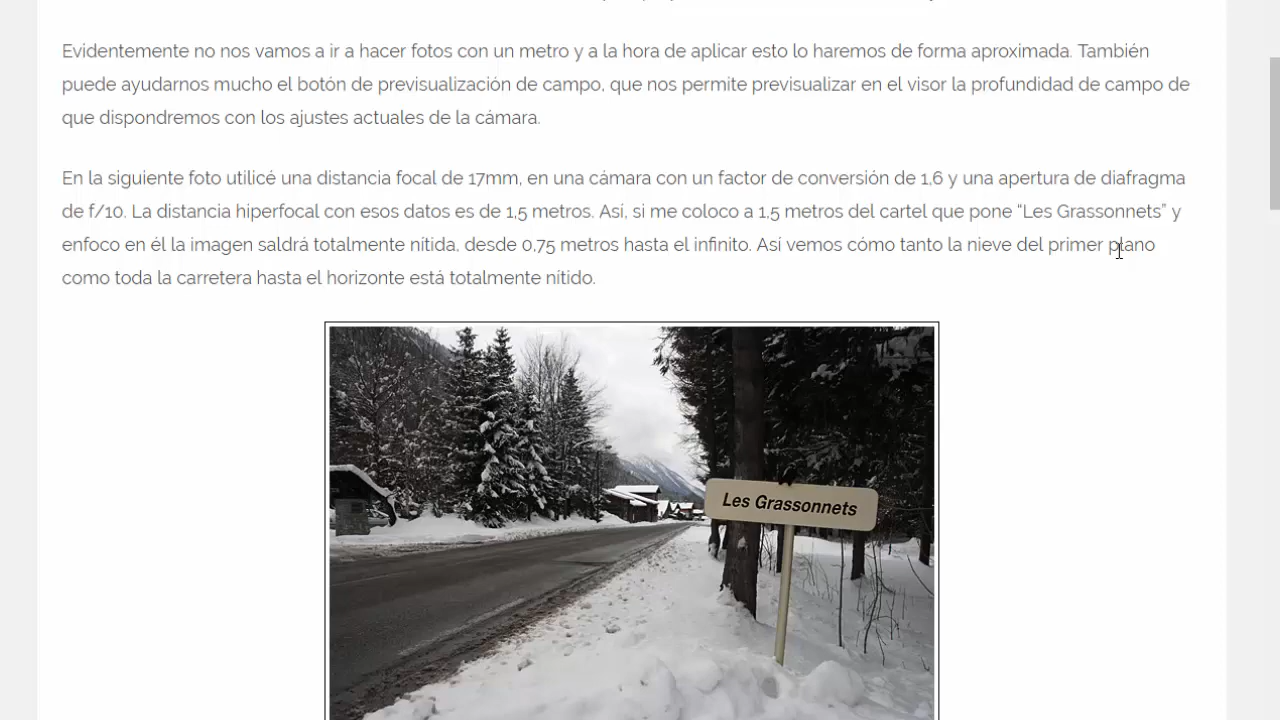 Evidentemente no nos vamos a ir a hacer fotos con un metro y a la hora de aplicar esto lo haremos de forma aproximada. También
puede ayudarnos mucho el botón de previsualización de campo, que nos permite previsualizar en el visor la profundidad de campo de
que dispondremos con los ajustes actuales de la cámara.
En la siguiente foto utilicé una distancia focal de 17mm, en una cámara con un factor de conversión de 1,6 y una apertura de diafragma
de f/10. La distancia hiperfocal con esos datos es de 1,5 metros. Así, si me coloco a 1,5 metros del cartel que pone “Les Grassonnets” y
enfoco en él la imagen saldrá totalmente nítida, desde 0,75 metros hasta el infinito. Así vemos cómo tanto la nieve del primer plano
como toda la carretera hasta el horizonte está totalmente nítido.
Les Grassonnets